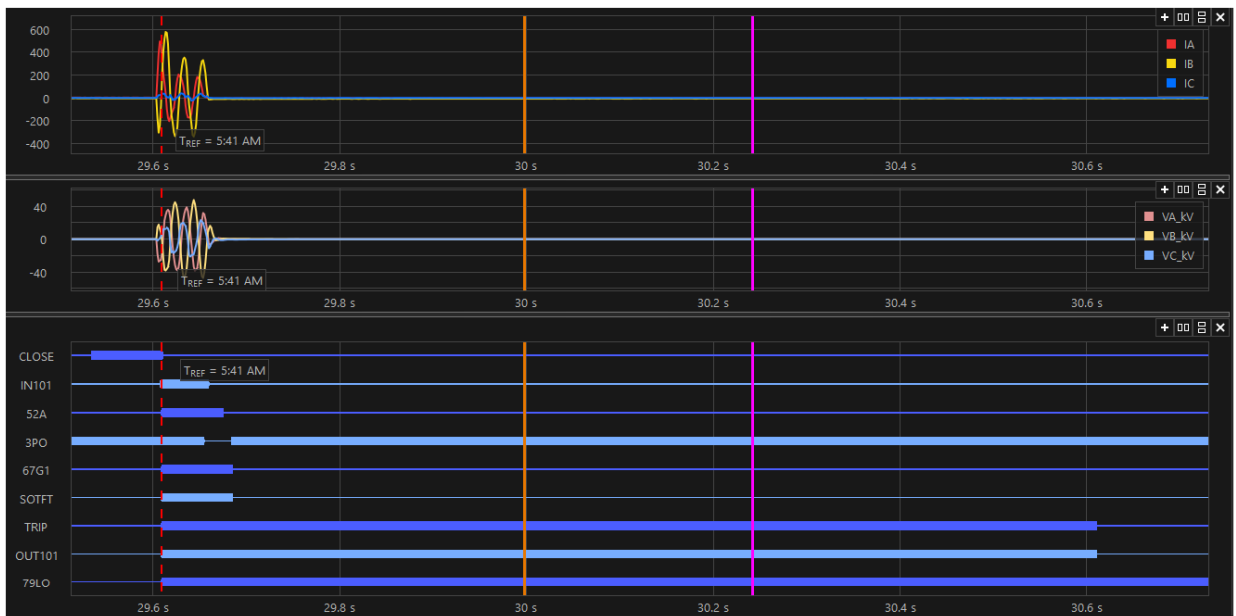 600
400
200
0
-200
-400
IA
IB
IC
TREF = 5:41 AM
29.6 s 29.8 s 30 s 30.2 s 30.4 s 30.6 s
40
0
-40
VA_kV
VB_kV
VC_kV
TREF = 5:41 AM
29.6 s 29.8 s 30 s 30.2 s 30.4 s 30.6 s
CLOSE
TREF = 5:41 AM
IN101
52A
3PO
67G1
SOTFT
TRIP
OUT101
79LO
29.6 s 29.8 s 30 s 30.2 s 30.4 s 30.6 s